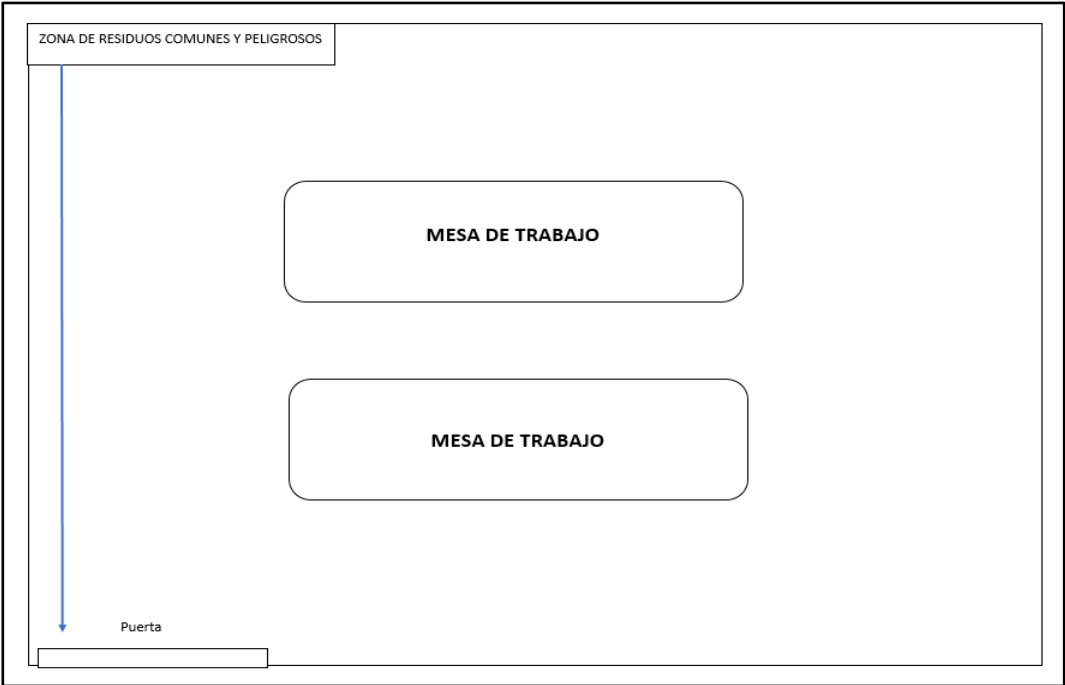 ZONA DE RESIDUOS COMUNES Y PELIGROSOS
MESA DE TRABAJO
MESA DE TRABAJO
Puerta